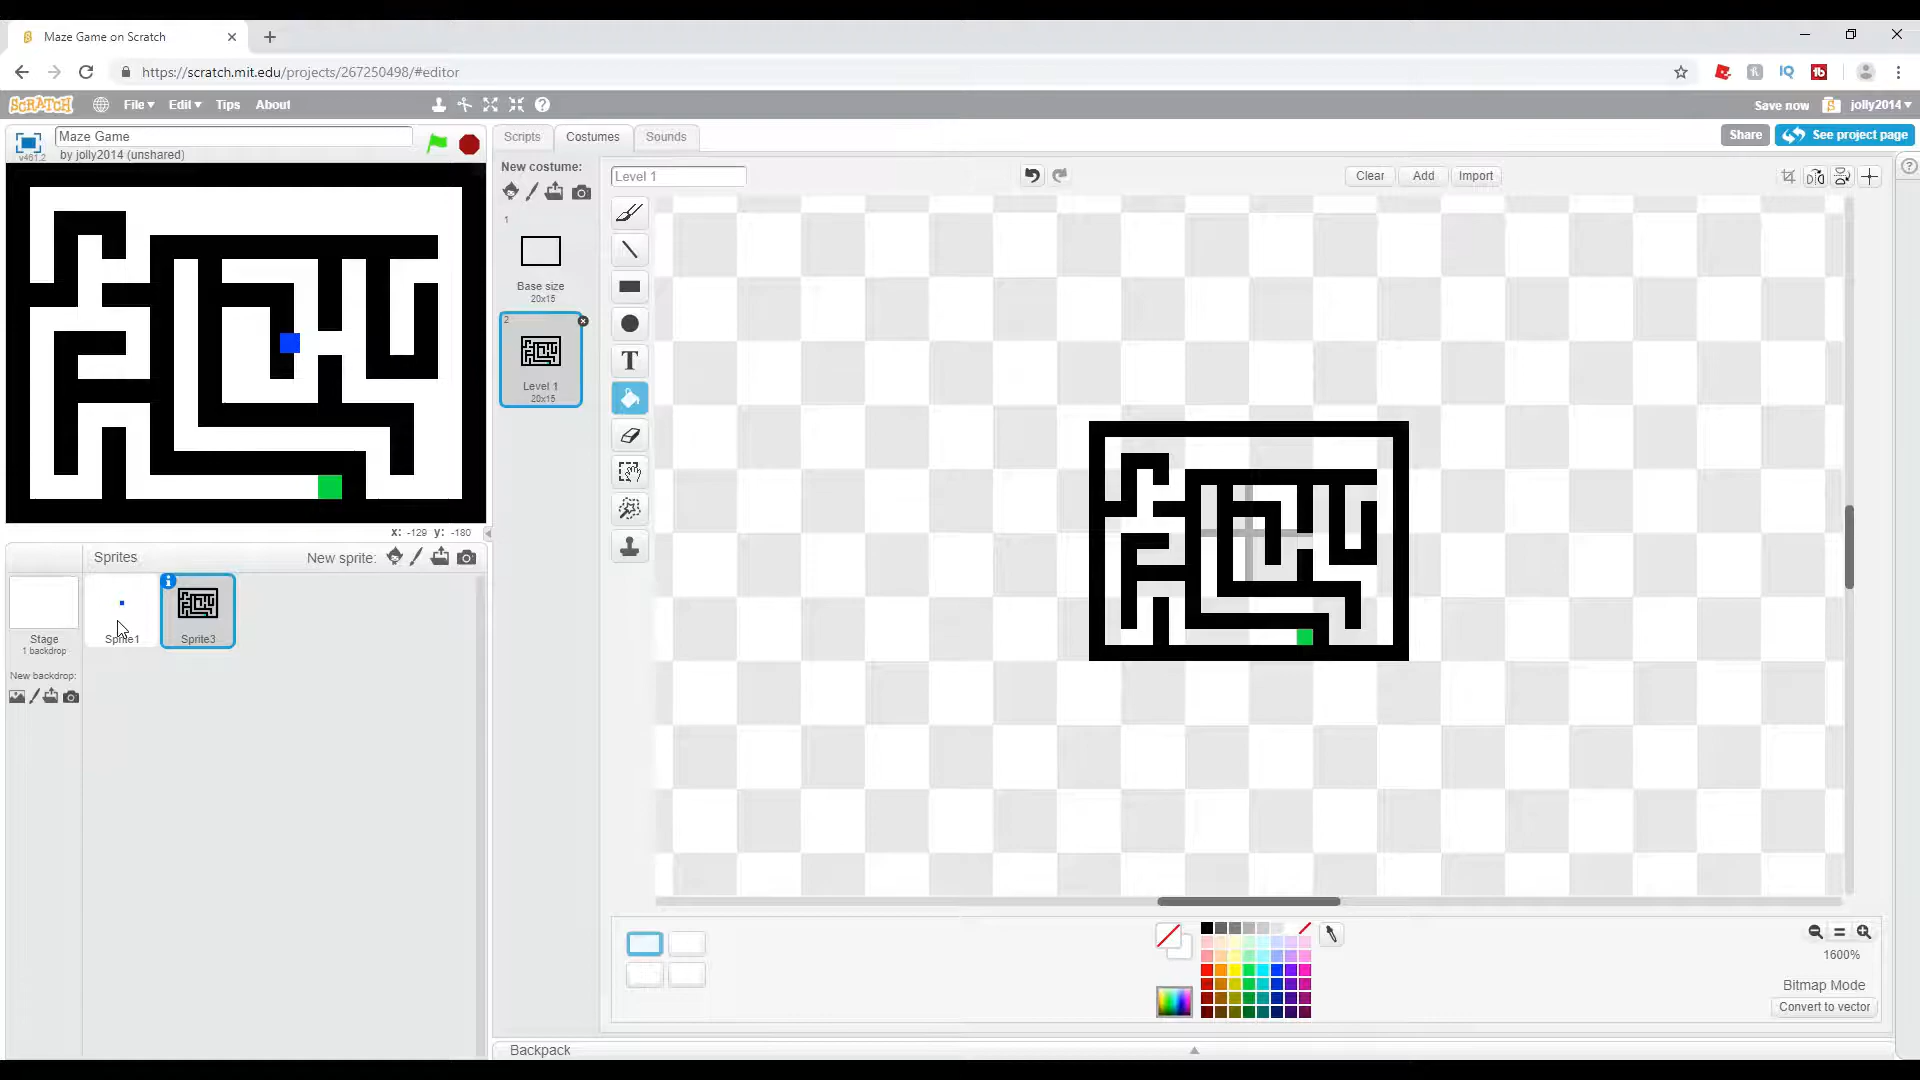 Maze Game on Scratch
https://scratch.mit.edu/projects/267250498/#editor
SCRATCH File Edit Tips About Save now jolly2014
Maze Game
by jolly2014 (unshared)
v461.2
Scripts Costumes Sounds
Share See project page
New costume:
Level 1
Clear Add Import
1
Base size
20x15
2
Level 1
20x15
T
x: -129 y: -180
Sprites New sprite:
Stage
1 backdrop
Sprite1
Sprite3
New backdrop:
1600%
Bitmap Mode
Convert to vector
Backpack